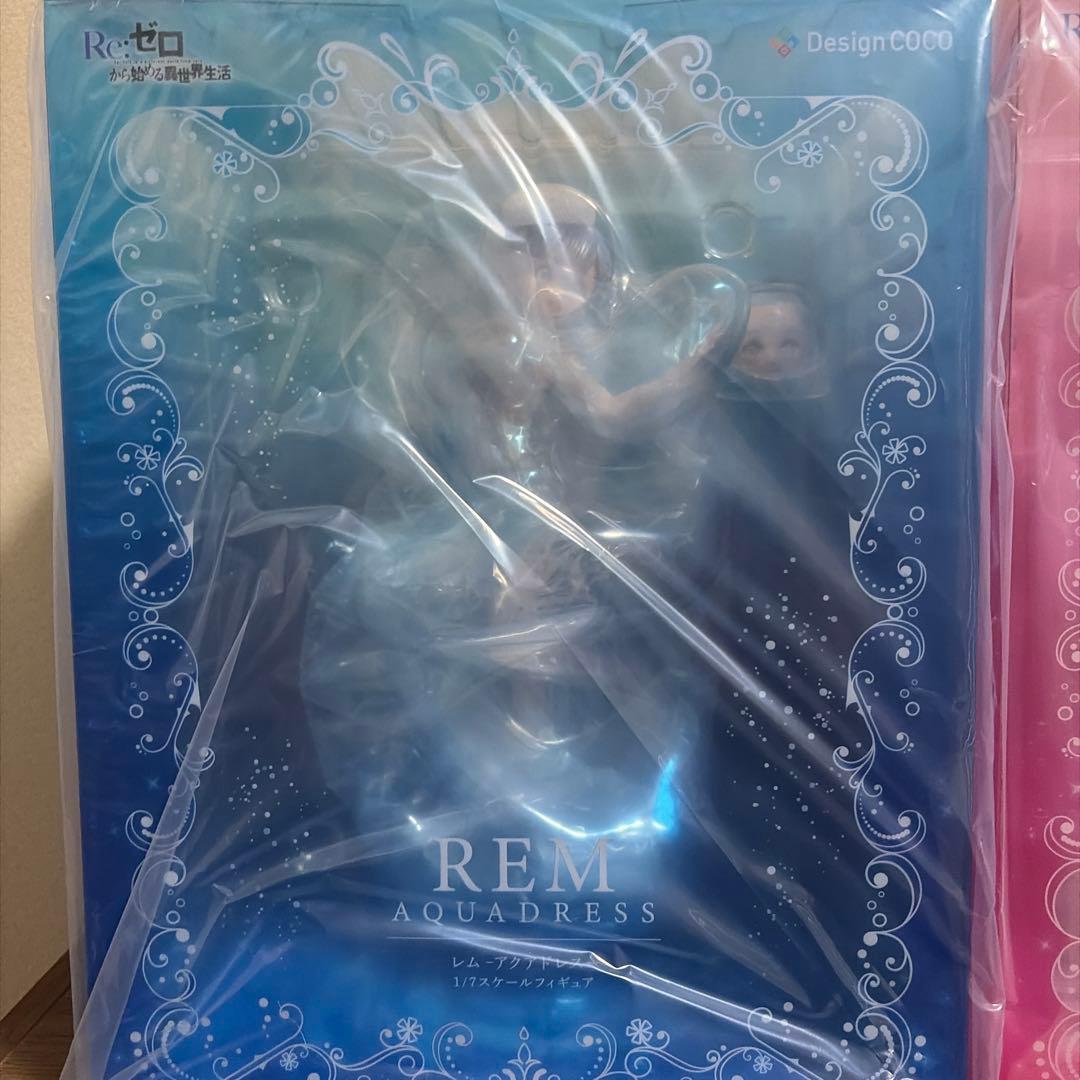 Re:ゼロ
から始める異世界生活
Design COCO
R
REM
AQUADRESS
レム -アクアドレス-
1/7スケールフィギュア